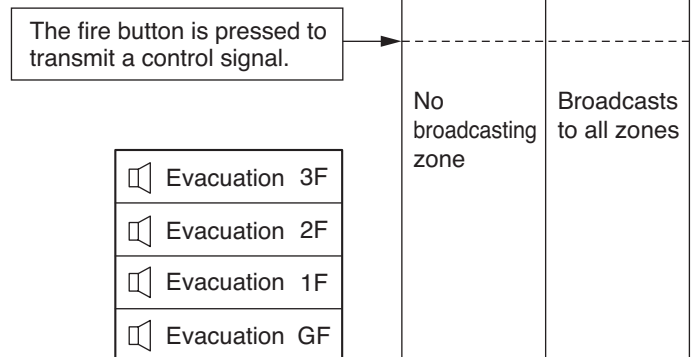 The fire button is pressed to
transmit a control signal.
No
broadcasting
zone
Broadcasts
to all zones
Evacuation 3F
Evacuation 2F
Evacuation 1F
Evacuation GF